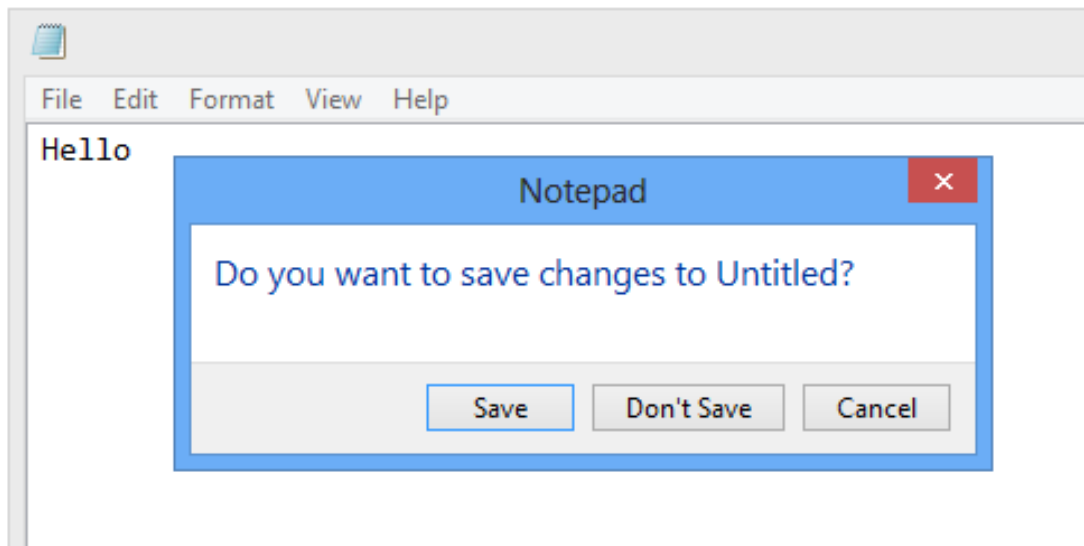 File Edit Format View Help
Hello
Notepad
Do you want to save changes to Untitled?
Save Don't Save Cancel